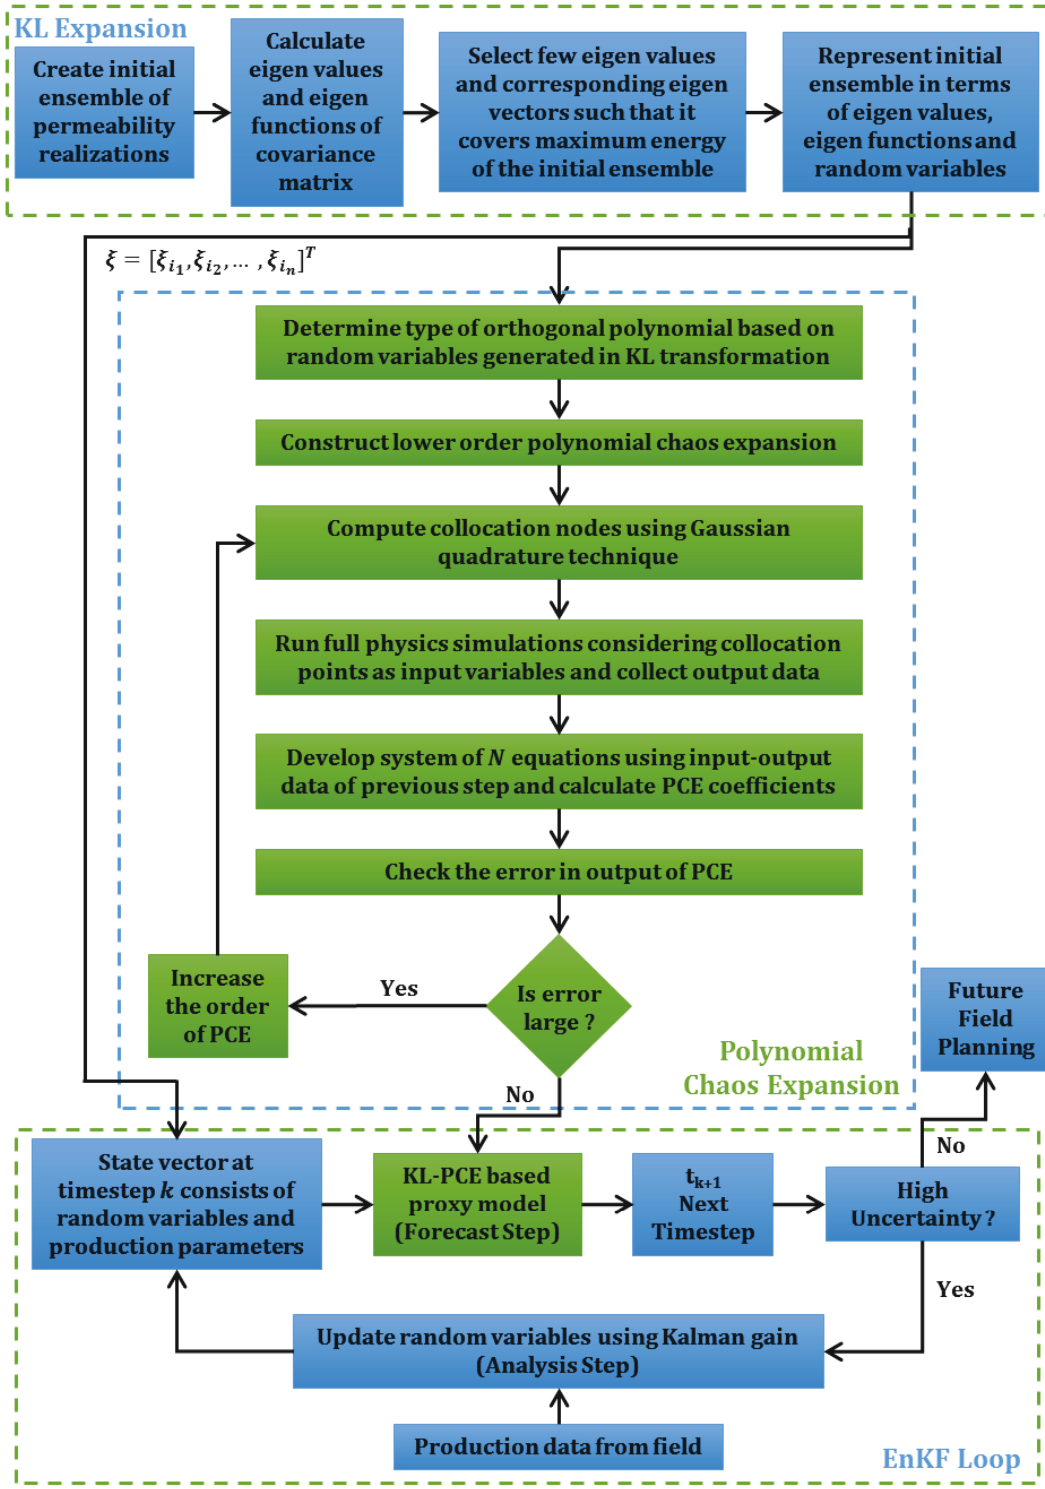 KL Expansion
Create initial
ensemble of
permeability
realizations
Calculate
eigen values
and eigen
functions of
covariance
matrix
Select few eigen values
and corresponding eigen
vectors such that it
covers maximum energy
of the initial ensemble
Represent initial
ensemble in terms
of eigen values,
eigen functions and
random variables
ξ = [ξ_{i_1}, ξ_{i_2}, … , ξ_{i_n}]^T
Determine type of orthogonal polynomial based on
random variables generated in KL transformation
Construct lower order polynomial chaos expansion
Compute collocation nodes using Gaussian
quadrature technique
Run full physics simulations considering collocation
points as input variables and collect output data
Develop system of N equations using input-output
data of previous step and calculate PCE coefficients
Check the error in output of PCE
Is error
large ?
Yes
Increase
the order
of PCE
No
Polynomial
Chaos Expansion
Future
Field
Planning
State vector at
timestep k consists of
random variables and
production parameters
KL-PCE based
proxy model
(Forecast Step)
t_{k+1}
Next
Timestep
High
Uncertainty ?
No
Yes
Update random variables using Kalman gain
(Analysis Step)
Production data from field
EnKF Loop